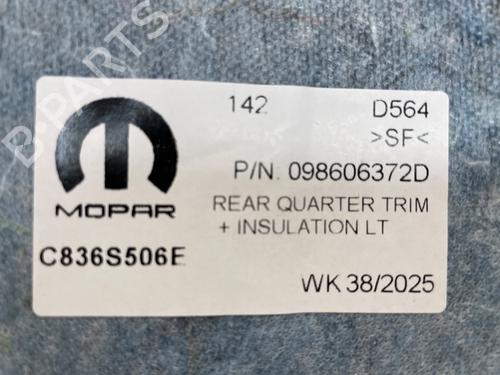 B-PARTS
142 D564
>SF<
P/N. 098606372D
MOPAR
REAR QUARTER TRIM
+ INSULATION LT
C836S506E
WK 38/2025